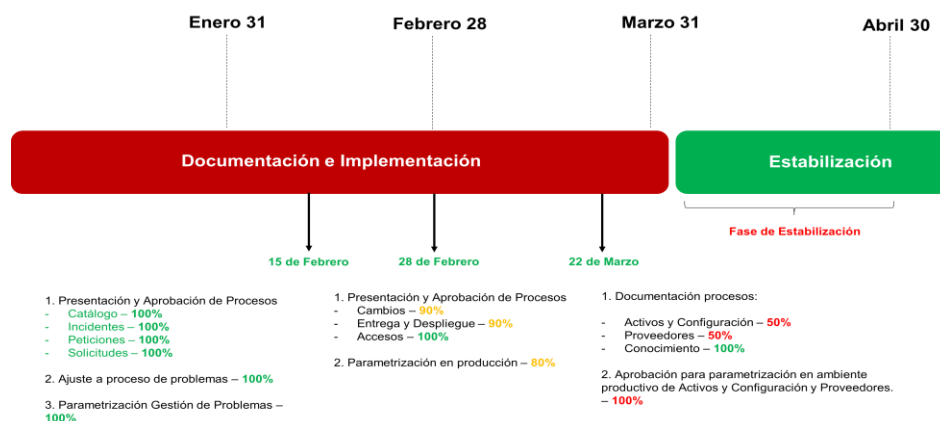 Enero 31
Febrero 28
Marzo 31
Abril 30
Documentación e Implementación
Estabilización
Fase de Estabilización
15 de Febrero
28 de Febrero
22 de Marzo
1. Presentación y Aprobación de Procesos
- Catálogo – 100%
- Incidentes – 100%
- Peticiones – 100%
- Solicitudes – 100%
2. Ajuste a proceso de problemas – 100%
3. Parametrización Gestión de Problemas –
100%
1. Presentación y Aprobación de Procesos
- Cambios – 90%
- Entrega y Despliegue – 90%
- Accesos – 100%
2. Parametrización en producción – 80%
1. Documentación procesos:
- Activos y Configuración – 50%
- Proveedores – 50%
- Conocimiento – 100%
2. Aprobación para parametrización en ambiente
productivo de Activos y Configuración y Proveedores.
– 100%